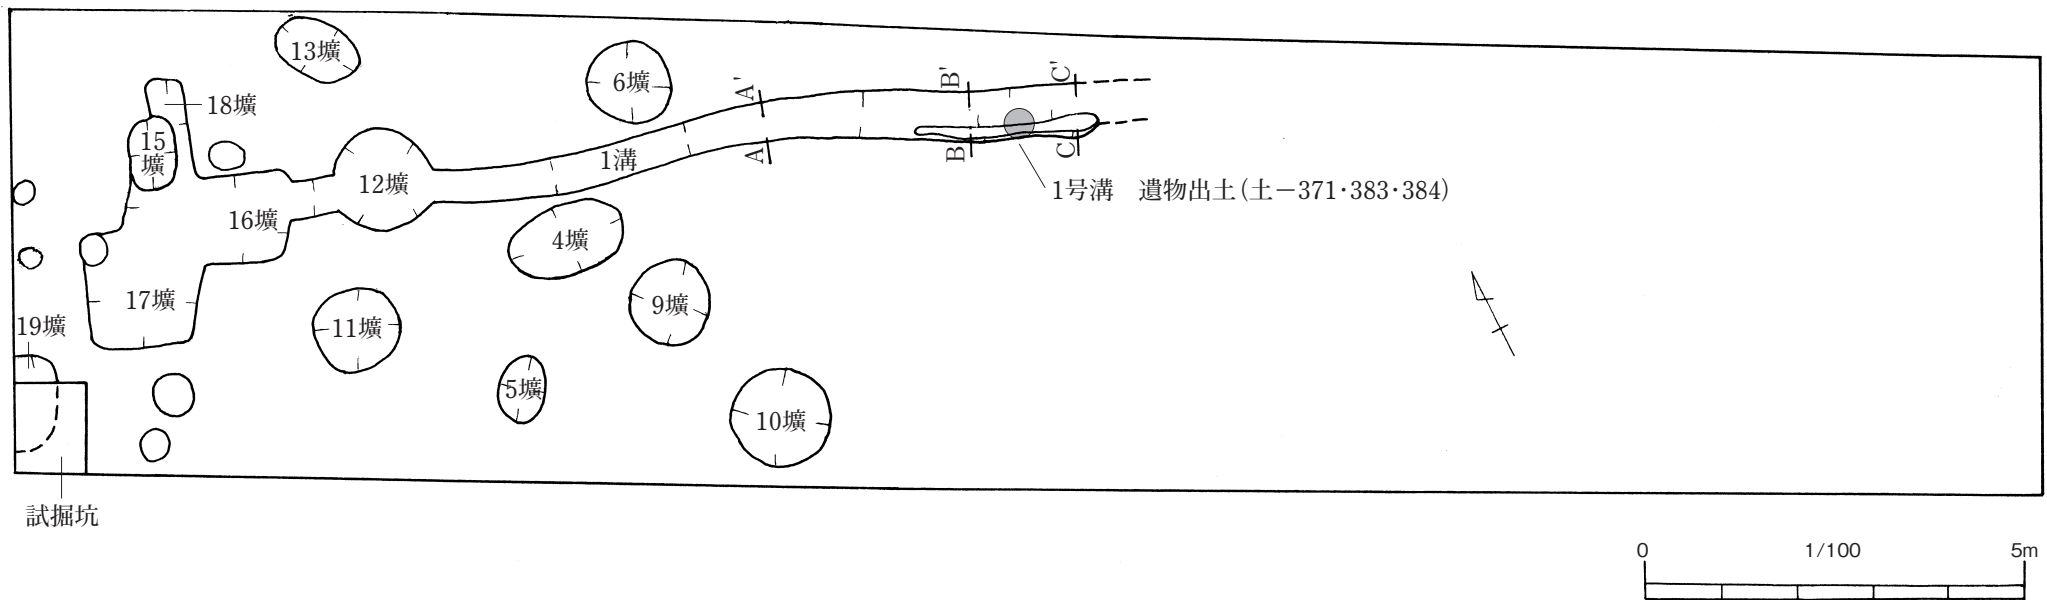 13壙
6壙
18壙
15
壙
A'
B'
C'
1溝
12壙
A
B
C
1号溝　遺物出土(土－371･383･384)
16壙
4壙
17壙
9壙
19壙
11壙
5壙
10壙
試掘坑
0 1/100 5m